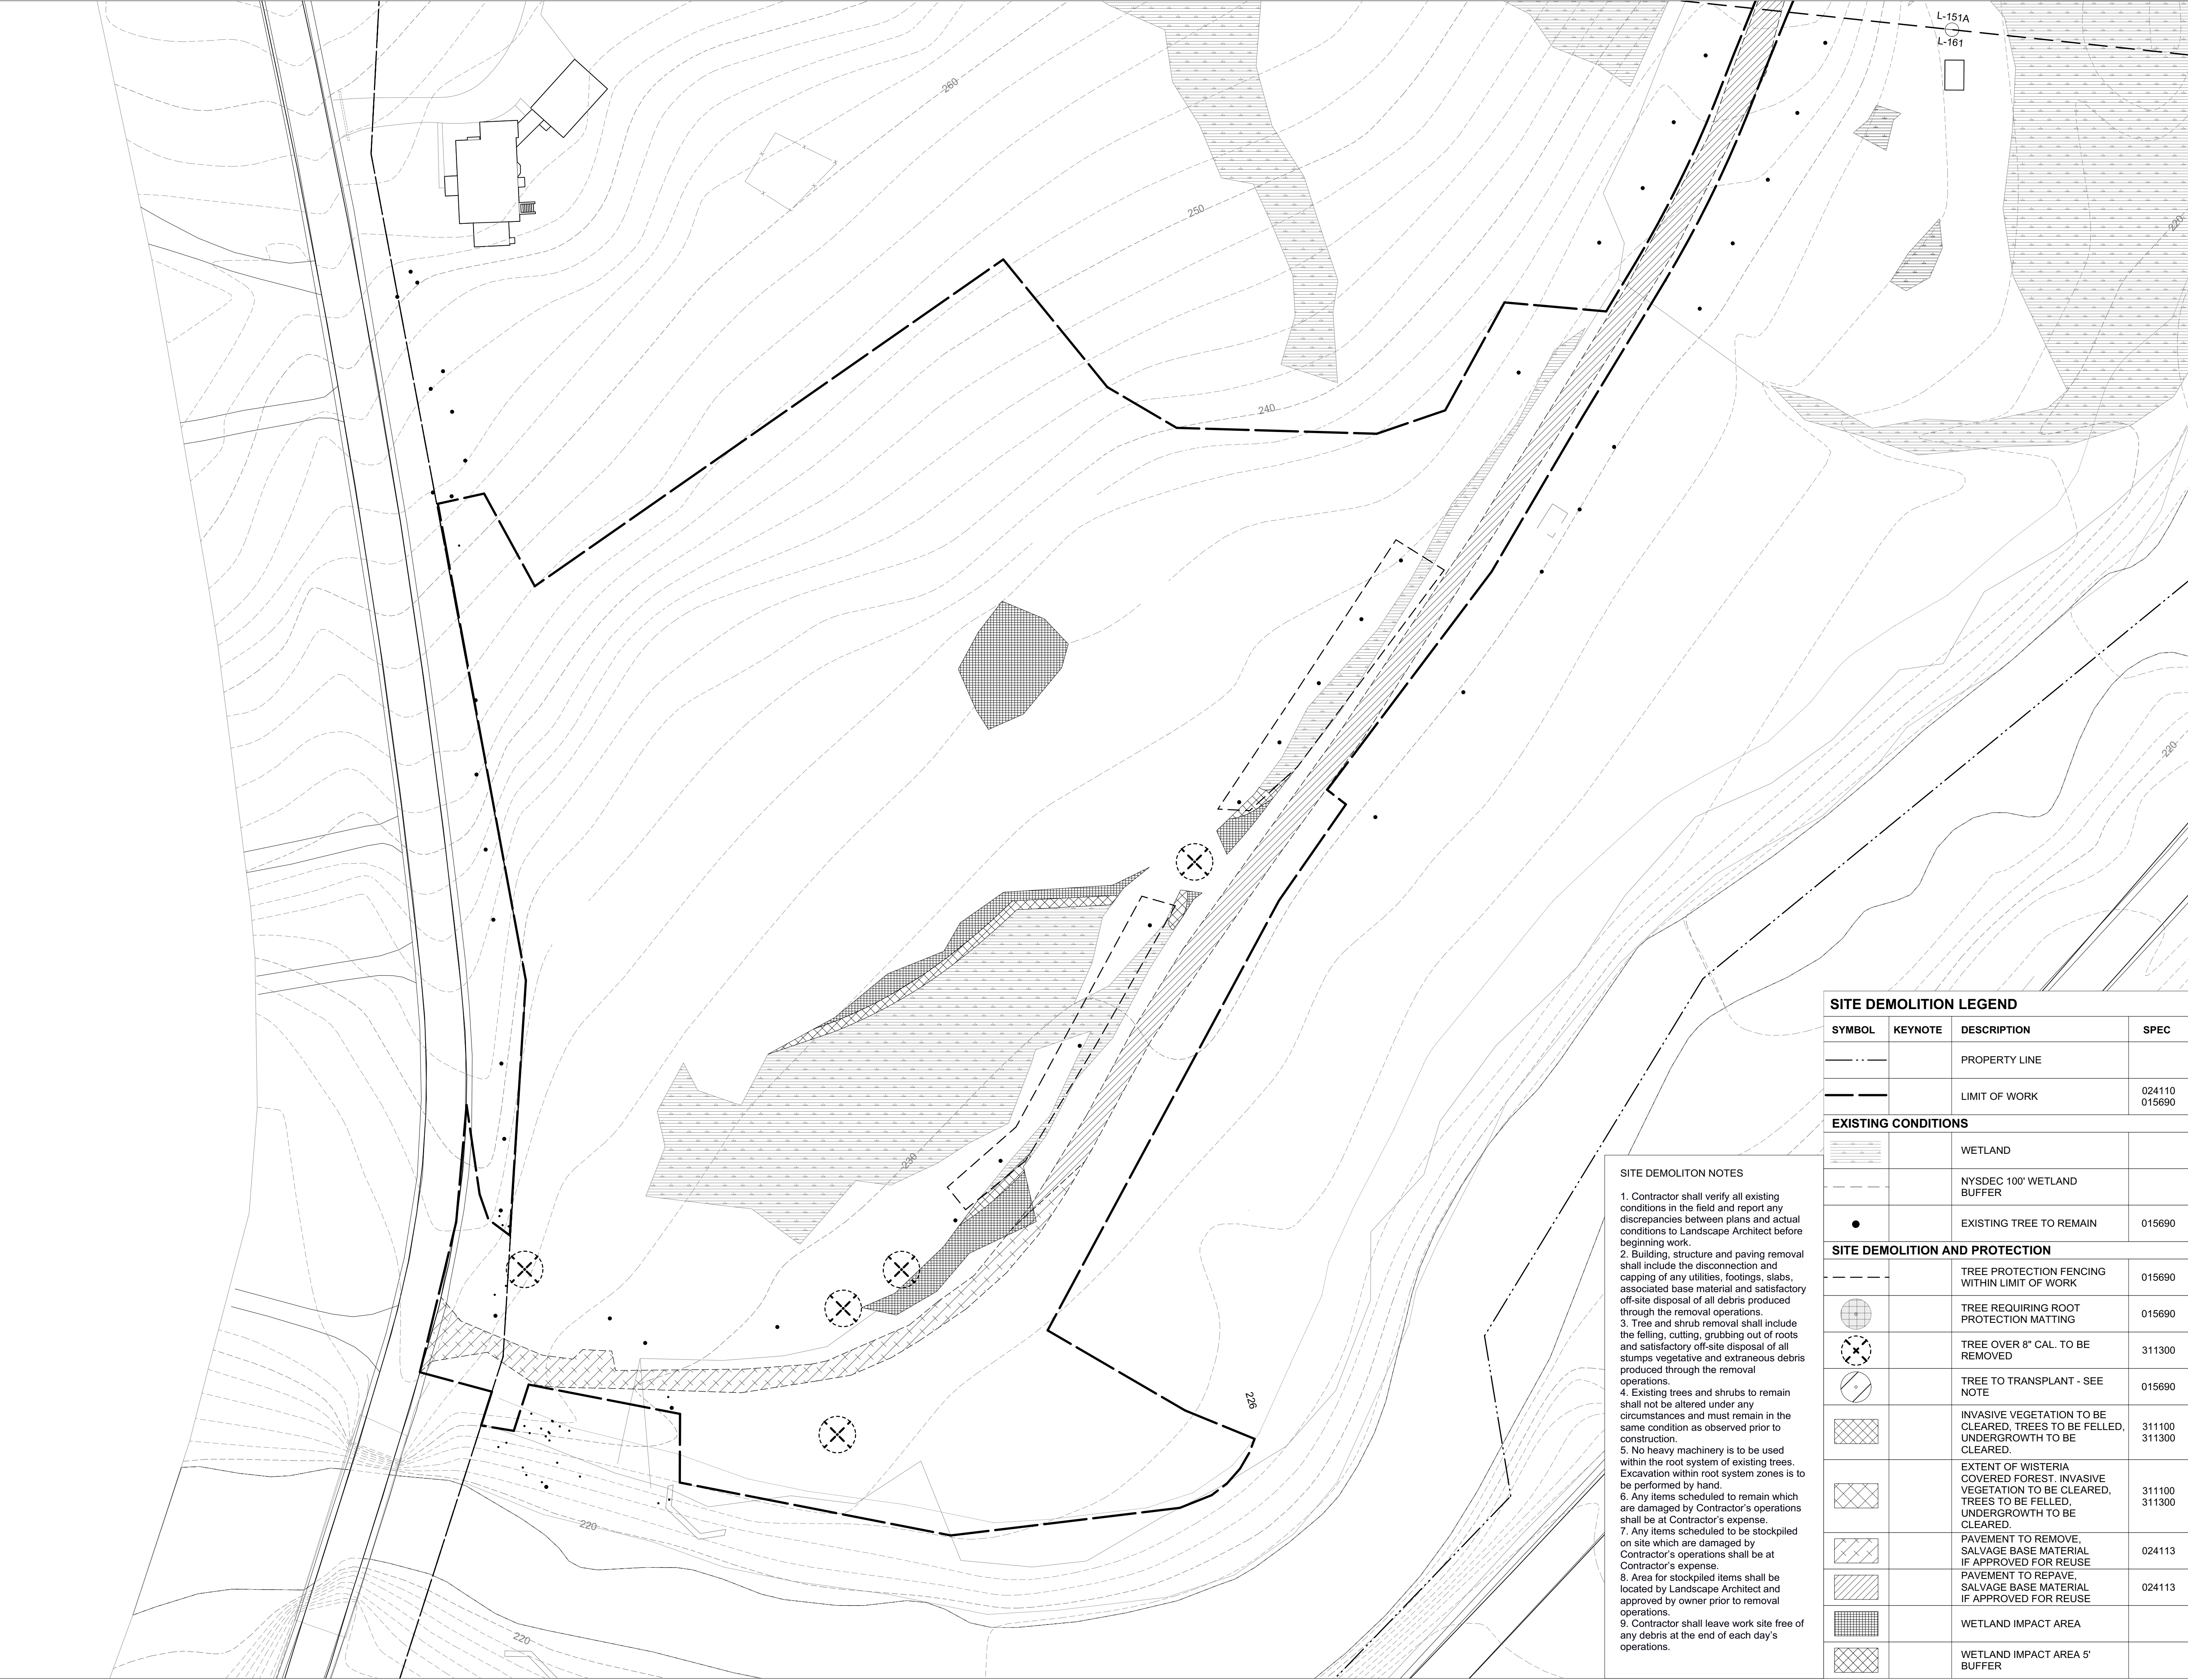 L-151A
L-161
260
250
220
240
220
230
226
220
220
SITE DEMOLITON NOTES
1. Contractor shall verify all existing
conditions in the field and report any
discrepancies between plans and actual
conditions to Landscape Architect before
beginning work.
2. Building, structure and paving removal
shall include the disconnection and
capping of any utilities, footings, slabs,
associated base material and satisfactory
off-site disposal of all debris produced
through the removal operations.
3. Tree and shrub removal shall include
the felling, cutting, grubbing out of roots
and satisfactory off-site disposal of all
stumps vegetative and extraneous debris
produced through the removal
operations.
4. Existing trees and shrubs to remain
shall not be altered under any
circumstances and must remain in the
same condition as observed prior to
construction.
5. No heavy machinery is to be used
within the root system of existing trees.
Excavation within root system zones is to
be performed by hand.
6. Any items scheduled to remain which
are damaged by Contractor's operations
shall be at Contractor's expense.
7. Any items scheduled to be stockpiled
on site which are damaged by
Contractor's operations shall be at
Contractor's expense.
8. Area for stockpiled items shall be
located by Landscape Architect and
approved by owner prior to removal
operations.
9. Contractor shall leave work site free of
any debris at the end of each day's
operations.
SITE DEMOLITION LEGEND
SYMBOL KEYNOTE DESCRIPTION SPEC
PROPERTY LINE
LIMIT OF WORK 024110
015690
EXISTING CONDITIONS
WETLAND
NYSDEC 100' WETLAND
BUFFER
EXISTING TREE TO REMAIN 015690
SITE DEMOLITION AND PROTECTION
TREE PROTECTION FENCING
WITHIN LIMIT OF WORK 015690
TREE REQUIRING ROOT
PROTECTION MATTING 015690
TREE OVER 8" CAL. TO BE
REMOVED 311300
TREE TO TRANSPLANT - SEE
NOTE 015690
INVASIVE VEGETATION TO BE
CLEARED, TREES TO BE FELLED, 311100
UNDERGROWTH TO BE 311300
CLEARED.
EXTENT OF WISTERIA
COVERED FOREST. INVASIVE
VEGETATION TO BE CLEARED, 311100
TREES TO BE FELLED, 311300
UNDERGROWTH TO BE
CLEARED.
PAVEMENT TO REMOVE,
SALVAGE BASE MATERIAL 024113
IF APPROVED FOR REUSE
PAVEMENT TO REPAVE,
SALVAGE BASE MATERIAL 024113
IF APPROVED FOR REUSE
WETLAND IMPACT AREA
WETLAND IMPACT AREA 5'
BUFFER